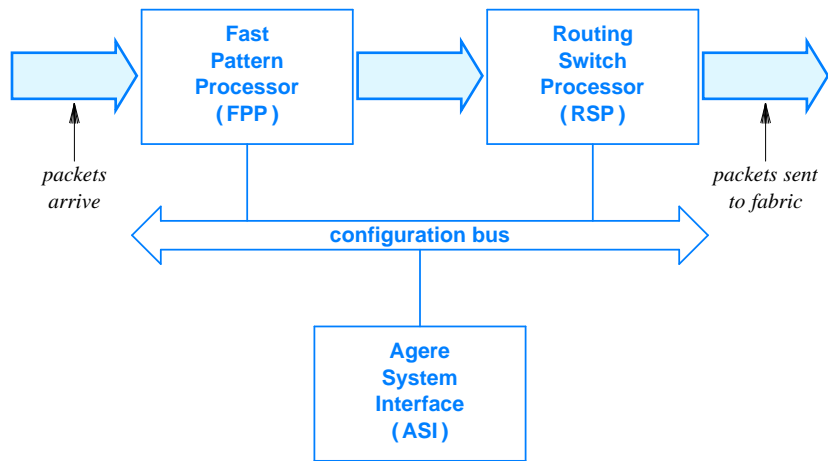 Fast
Pattern
Processor
(FPP)
Routing
Switch
Processor
(RSP)
packets
arrive
packets sent
to fabric
configuration bus
Agere
System
Interface
(ASI)